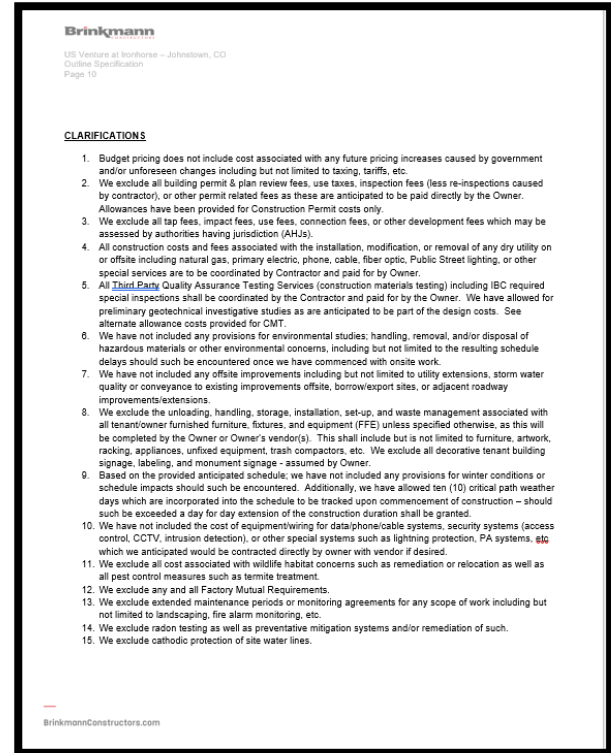 Brinkmann
CONSTRUCTORS
US Venture at Ironhorse – Johnstown, CO
Outline Specification
Page 10
CLARIFICATIONS
1. Budget pricing does not include cost associated with any future pricing increases caused by government
and/or unforeseen changes including but not limited to taxing, tariffs, etc.
2. We exclude all building permit & plan review fees, use taxes, inspection fees (less re-inspections caused
by contractor), or other permit related fees as these are anticipated to be paid directly by the Owner.
Allowances have been provided for Construction Permit costs only.
3. We exclude all tap fees, impact fees, use fees, connection fees, or other development fees which may be
assessed by authorities having jurisdiction (AHJs).
4. All construction costs and fees associated with the installation, modification, or removal of any dry utility on
or offsite including natural gas, primary electric, phone, cable, fiber optic, Public Street lighting, or other
special services are to be coordinated by Contractor and paid for by Owner.
5. All Third Party Quality Assurance Testing Services (construction materials testing) including IBC required
special inspections shall be coordinated by the Contractor and paid for by the Owner. We have allowed for
preliminary geotechnical investigative studies as are anticipated to be part of the design costs. See
alternate allowance costs provided for CMT.
6. We have not included any provisions for environmental studies; handling, removal, and/or disposal of
hazardous materials or other environmental concerns, including but not limited to the resulting schedule
delays should such be encountered once we have commenced with onsite work.
7. We have not included any offsite improvements including but not limited to utility extensions, storm water
quality or conveyance to existing improvements offsite, borrow/export sites, or adjacent roadway
improvements/extensions.
8. We exclude the unloading, handling, storage, installation, set-up, and waste management associated with
all tenant/owner furnished furniture, fixtures, and equipment (FFE) unless specified otherwise, as this will
be completed by the Owner or Owner's vendor(s). This shall include but is not limited to furniture, artwork,
racking, appliances, unfixed equipment, trash compactors, etc. We exclude all decorative tenant building
signage, labeling, and monument signage - assumed by Owner.
9. Based on the provided anticipated schedule; we have not included any provisions for winter conditions or
schedule impacts should such be encountered. Additionally, we have allowed ten (10) critical path weather
days which are incorporated into the schedule to be tracked upon commencement of construction – should
such be exceeded a day for day extension of the construction duration shall be granted.
10. We have not included the cost of equipment/wiring for data/phone/cable systems, security systems (access
control, CCTV, intrusion detection), or other special systems such as lightning protection, PA systems, etc
which we anticipated would be contracted directly by owner with vendor if desired.
11. We exclude all cost associated with wildlife habitat concerns such as remediation or relocation as well as
all pest control measures such as termite treatment.
12. We exclude any and all Factory Mutual Requirements.
13. We exclude extended maintenance periods or monitoring agreements for any scope of work including but
not limited to landscaping, fire alarm monitoring, etc.
14. We exclude radon testing as well as preventative mitigation systems and/or remediation of such.
15. We exclude cathodic protection of site water lines.
BrinkmannConstructors.com